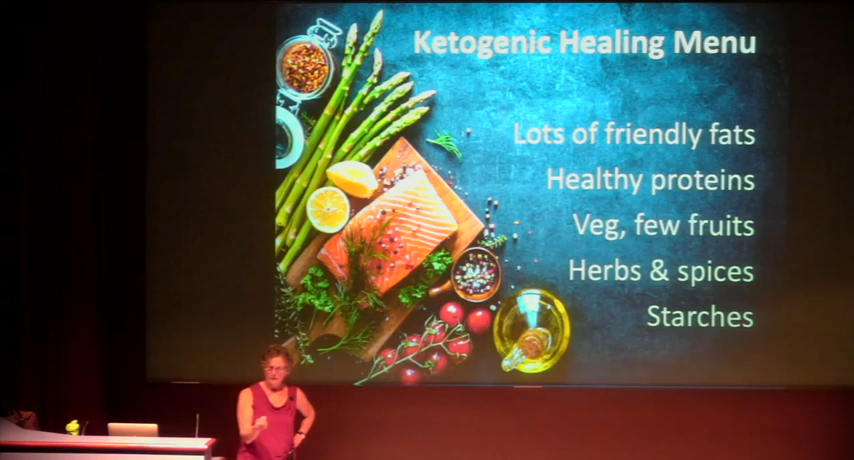 Ketogenic Healing Menu
Lots of friendly fats
Healthy proteins
Veg, few fruits
Herbs & spices
Starches